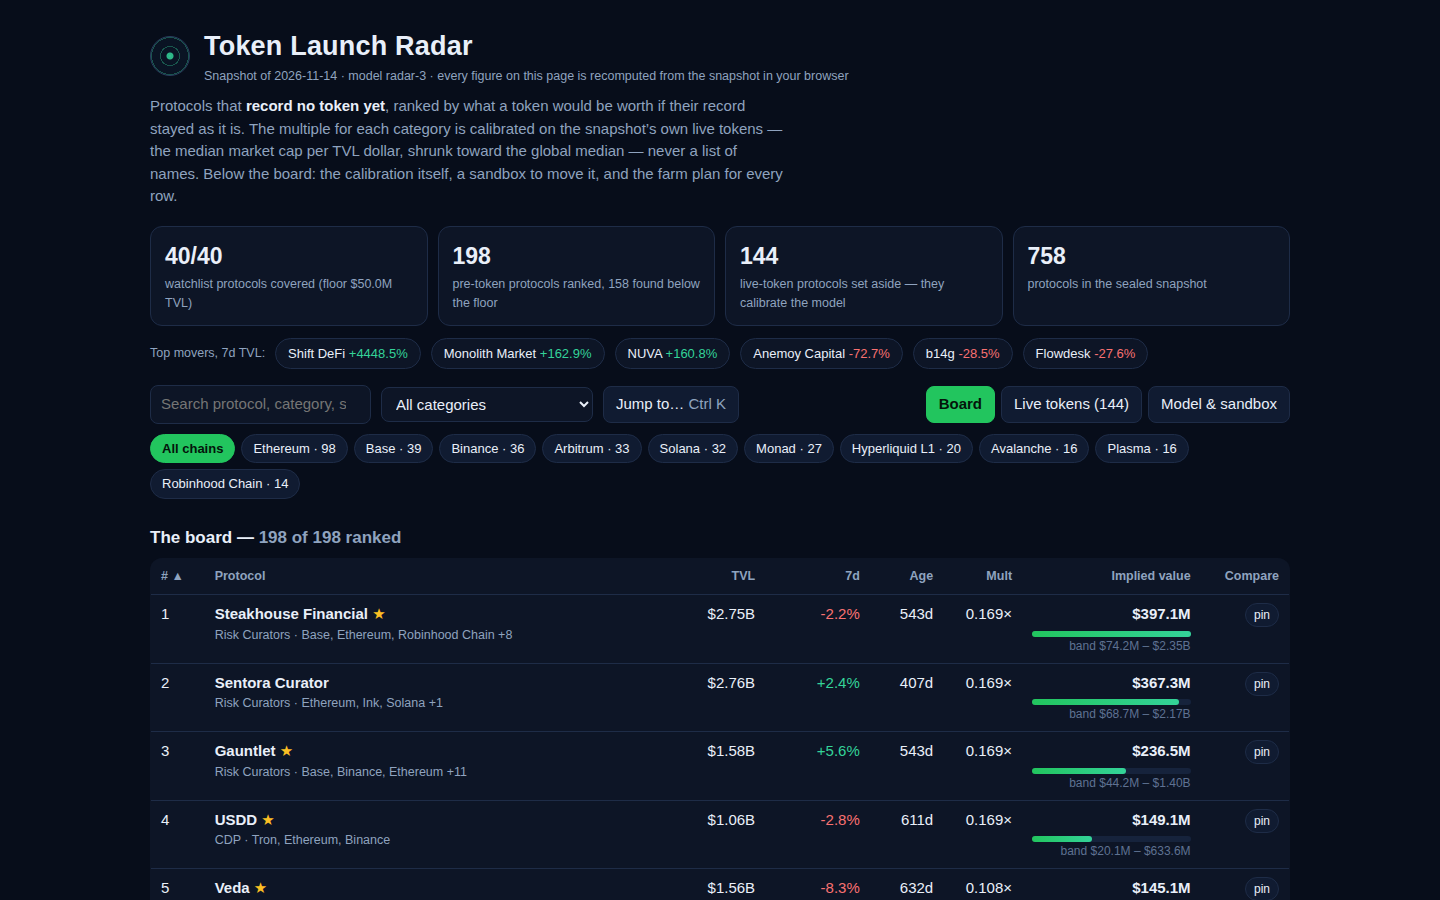 Token Launch Radar
Snapshot of 2026-11-14 · model radar-3 · every figure on this page is recomputed from the snapshot in your browser
Protocols that record no token yet, ranked by what a token would be worth if their record
stayed as it is. The multiple for each category is calibrated on the snapshot's own live tokens —
the median market cap per TVL dollar, shrunk toward the global median — never a list of
names. Below the board: the calibration itself, a sandbox to move it, and the farm plan for every
row.
40/40
watchlist protocols covered (floor $50.0M
TVL)
198
pre-token protocols ranked, 158 found below
the floor
144
live-token protocols set aside — they
calibrate the model
758
protocols in the sealed snapshot
Top movers, 7d TVL: Shift DeFi +4448.5% Monolith Market +162.9% NUVA +160.8% Anemoy Capital -72.7% b14g -28.5% Flowdesk -27.6%
Search protocol, category, s All categories Jump to… Ctrl K Board Live tokens (144) Model & sandbox
All chains Ethereum · 98 Base · 39 Binance · 36 Arbitrum · 33 Solana · 32 Monad · 27 Hyperliquid L1 · 20 Avalanche · 16 Plasma · 16
Robinhood Chain · 14
The board — 198 of 198 ranked
# ▲ Protocol TVL 7d Age Mult Implied value Compare
1 Steakhouse Financial ★ $2.75B -2.2% 543d 0.169× $397.1M pin
Risk Curators · Base, Ethereum, Robinhood Chain +8
band $74.2M – $2.35B
2 Sentora Curator $2.76B +2.4% 407d 0.169× $367.3M pin
Risk Curators · Ethereum, Ink, Solana +1
band $68.7M – $2.17B
3 Gauntlet ★ $1.58B +5.6% 543d 0.169× $236.5M pin
Risk Curators · Base, Binance, Ethereum +11
band $44.2M – $1.40B
4 USDD ★ $1.06B -2.8% 611d 0.169× $149.1M pin
CDP · Tron, Ethereum, Binance
band $20.1M – $633.6M
5 Veda ★ $1.56B -8.3% 632d 0.108× $145.1M pin